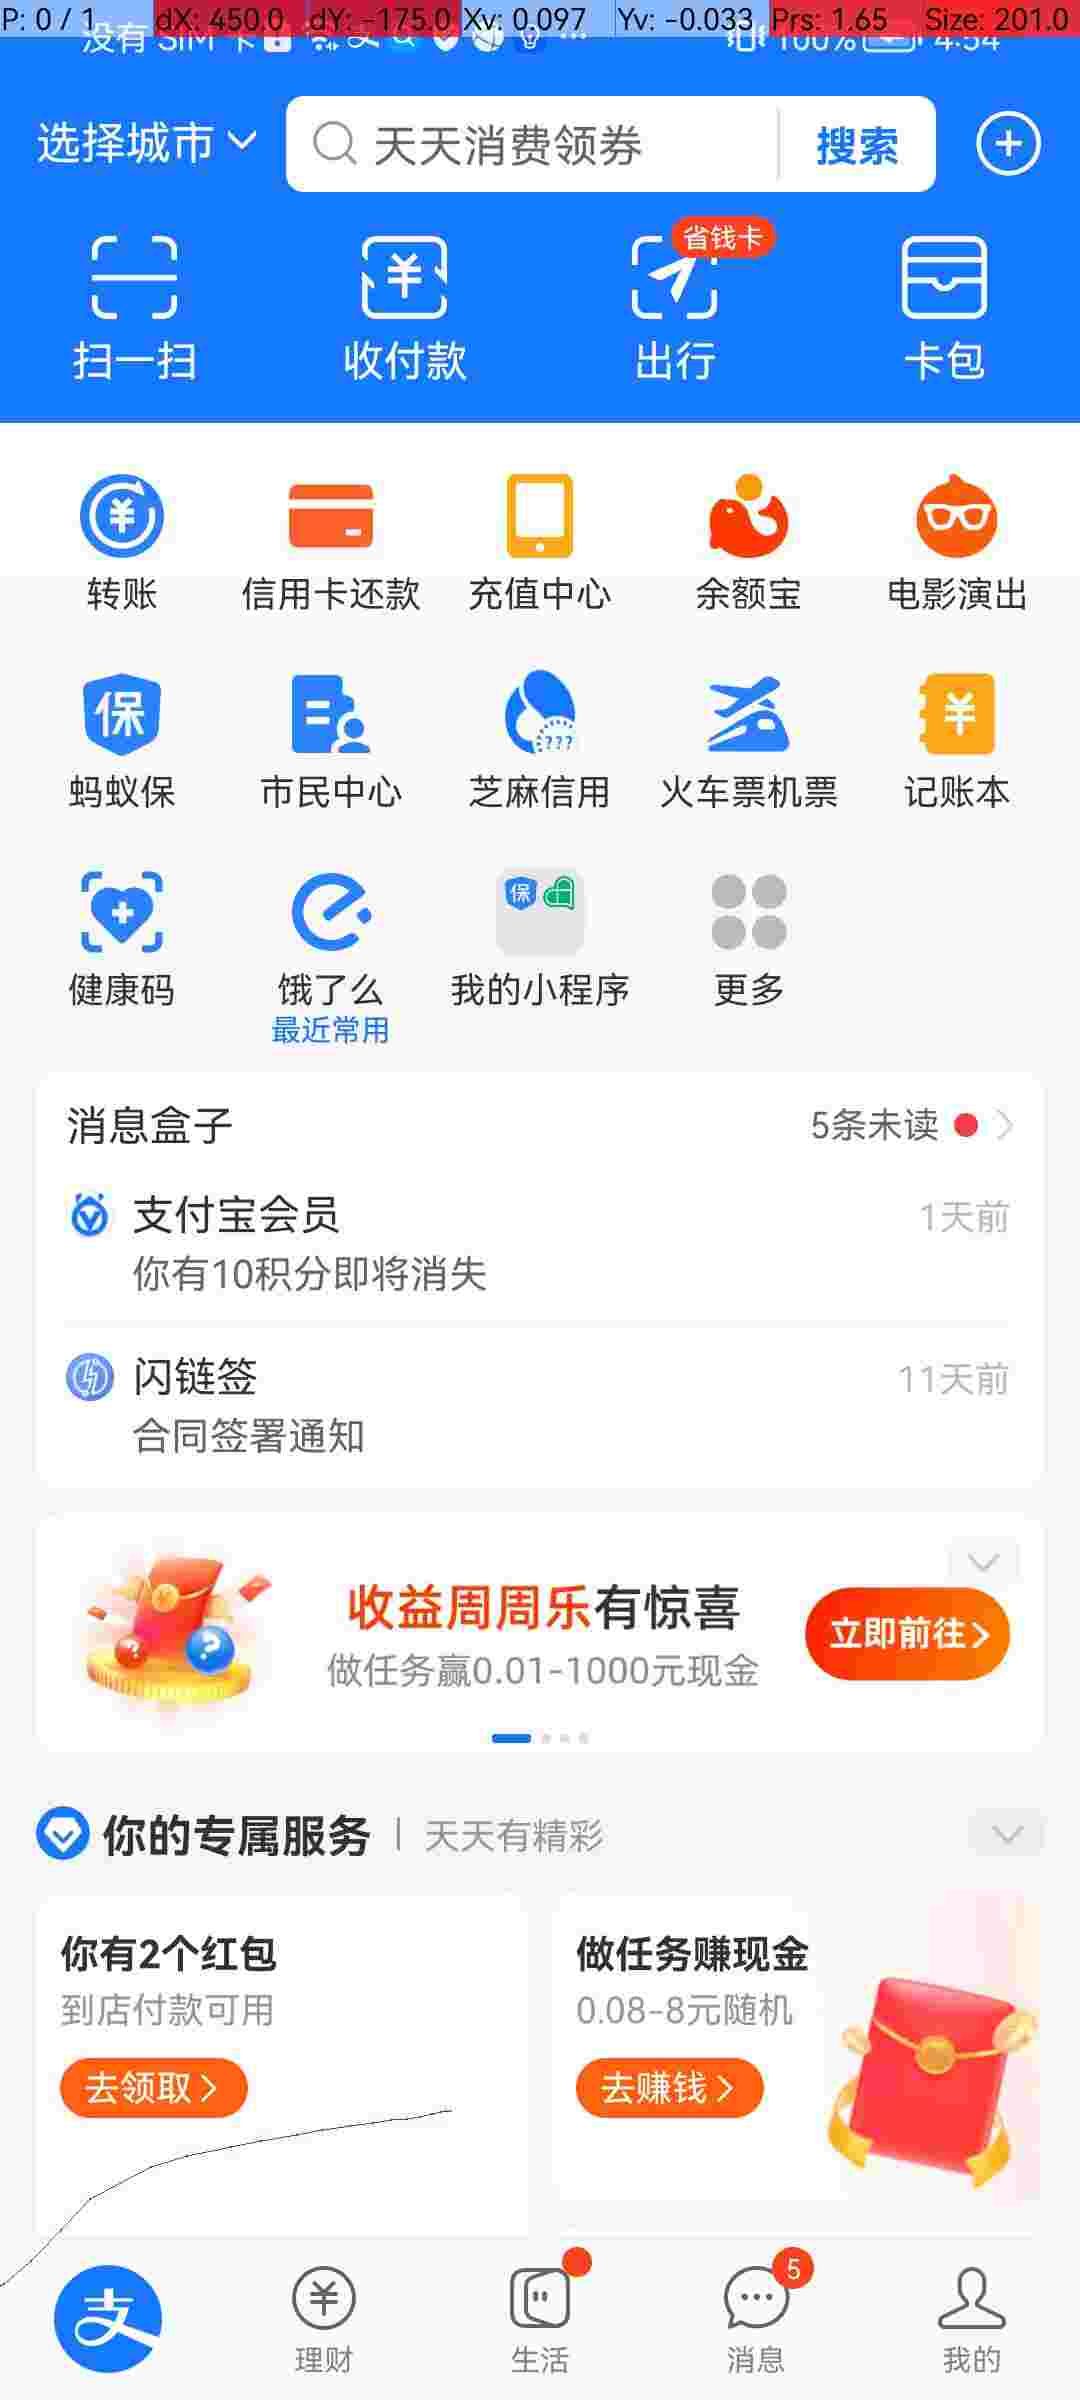 P: 0 / 1 dX: 450.0 dY: -175.0 Xv: 0.097 Yv: -0.033 Prs: 1.65 Size: 201.0
没有 SIM 卡 100% 4:54
选择城市 天天消费领券 搜索
省钱卡
扫一扫 收付款 出行 卡包
转账 信用卡还款 充值中心 余额宝 电影演出
保 ???
蚂蚁保 市民中心 芝麻信用 火车票机票 记账本
保
健康码 饿了么 我的小程序 更多
最近常用
消息盒子 5条未读
支付宝会员 1天前
你有10积分即将消失
闪链签 11天前
合同签署通知
收益周周乐有惊喜
立即前往
做任务赢0.01-1000元现金
你的专属服务 天天有精彩
你有2个红包 做任务赚现金
到店付款可用 0.08-8元随机
去领取 去赚钱
5
支
理财 生活 消息 我的